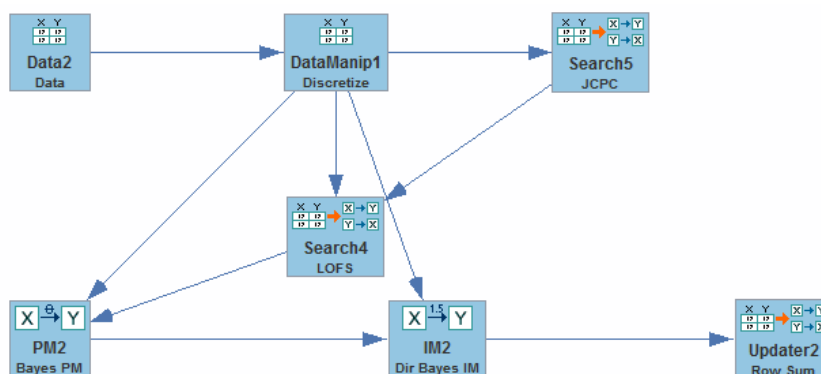 X Y
Data2
Data
X Y
DataManip1
Discretize
X Y X Y
Y X
Search5
JCPC
X Y X Y
Y X
Search4
LOFS
X Θ Y
PM2
Bayes PM
X 1.5 Y
IM2
Dir Bayes IM
X Y X Y
Y X
Updater2
Row Sum